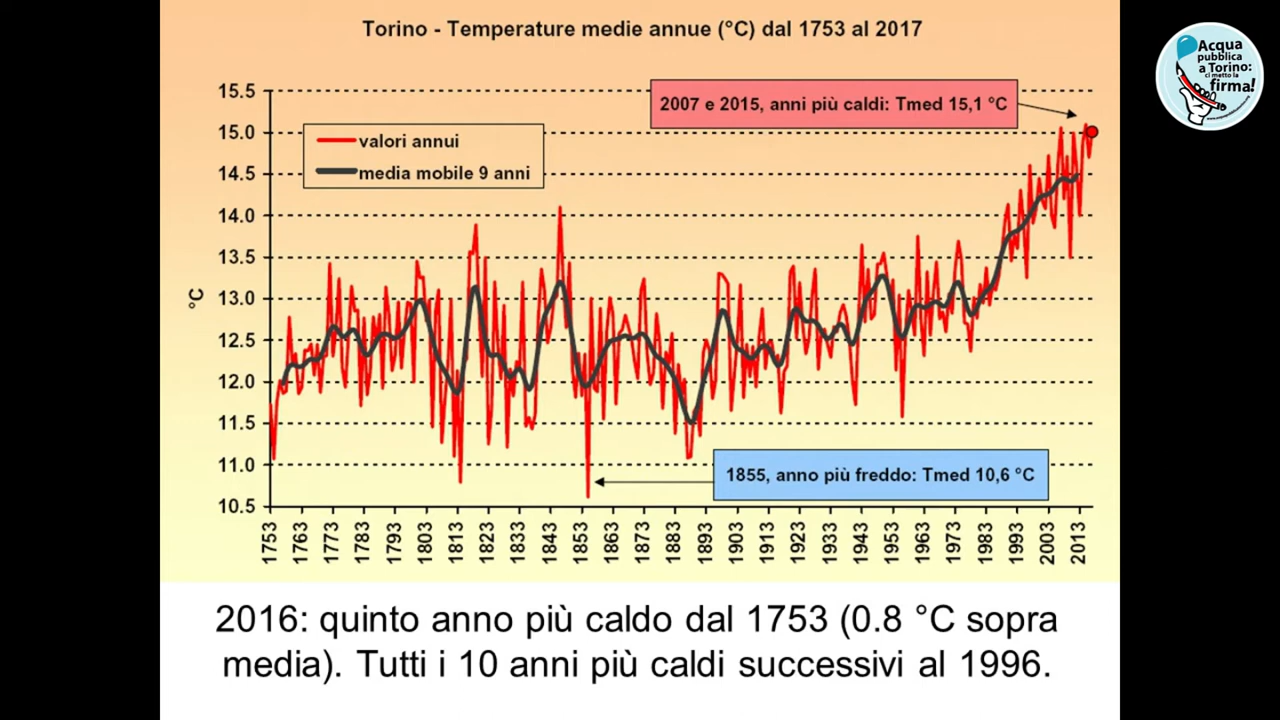 Torino - Temperature medie annue (°C) dal 1753 al 2017
Acqua
pubblica
a Torino:
ci metto la
firma!
15.5
15.0
14.5
14.0
13.5
13.0
12.5
12.0
11.5
11.0
10.5
°C
2007 e 2015, anni più caldi: Tmed 15,1 °C
valori annui
media mobile 9 anni
1855, anno più freddo: Tmed 10,6 °C
1753 1763 1773 1783 1793 1803 1813 1823 1833 1843 1853 1863 1873 1883 1893 1903 1913 1923 1933 1943 1953 1963 1973 1983 1993 2003 2013
2016: quinto anno più caldo dal 1753 (0.8 °C sopra
media). Tutti i 10 anni più caldi successivi al 1996.